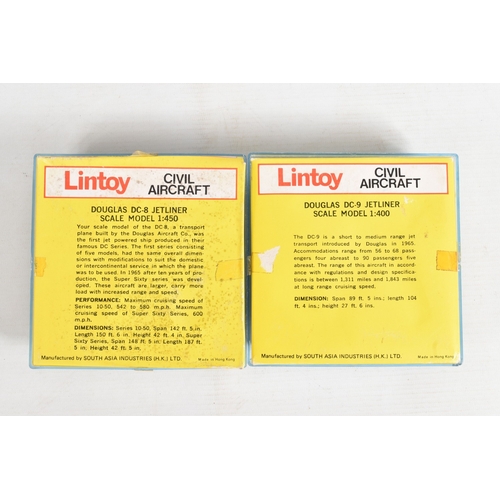 Lintoy
CIVIL
AIRCRAFT
DOUGLAS DC-8 JETLINER
SCALE MODEL 1:450
Your scale model of the DC-8, a transport
plane built by the Douglas Aircraft Co., was
the first jet powered ship produced in their
famous DC Series. The first series consisting
of five models, had the same overall dimen-
sions with modifications to suit the domestic
or intercontinental service in which the plane
was to be used. In 1965 after ten years of pro-
duction, the Super Sixty series was devel-
oped. These aircraft are larger, carry more
load with increased range and speed.
PERFORMANCE: Maximum cruising speed of
Series 10-50, 542 to 580 m.p.h. Maximum
cruising speed of Super Sixty Series, 600
m.p.h.
DIMENSIONS: Series 10-50, Span 142 ft. 5 in.
Length 150 ft. 6 in. Height 42 ft. 4 in. Super
Sixty Series, Span 148 ft. 5 in. Length 187 ft.
5 in. Height 42 ft. 5 in.
Manufactured by SOUTH ASIA INDUSTRIES (H.K.) LTD.
Made in Hong Kong
Lintoy
CIVIL
AIRCRAFT
DOUGLAS DC-9 JETLINER
SCALE MODEL 1:400
The DC-9 is a short to medium range jet
transport introduced by Douglas in 1965.
Accommodations range from 56 to 68 pass-
engers four abreast to 90 passengers five
abreast. The range of this aircraft in accord-
ance with regulations and design specifica-
tions is between 1,311 miles and 1,845 miles
at long range cruising speed.
DIMENSION: Span 89 ft. 5 ins.; length 104
ft. 4 ins.; height 27 ft. 6 ins.
Manufactured by SOUTH ASIA INDUSTRIES (H.K.) LTD.
Made in Hong Kong